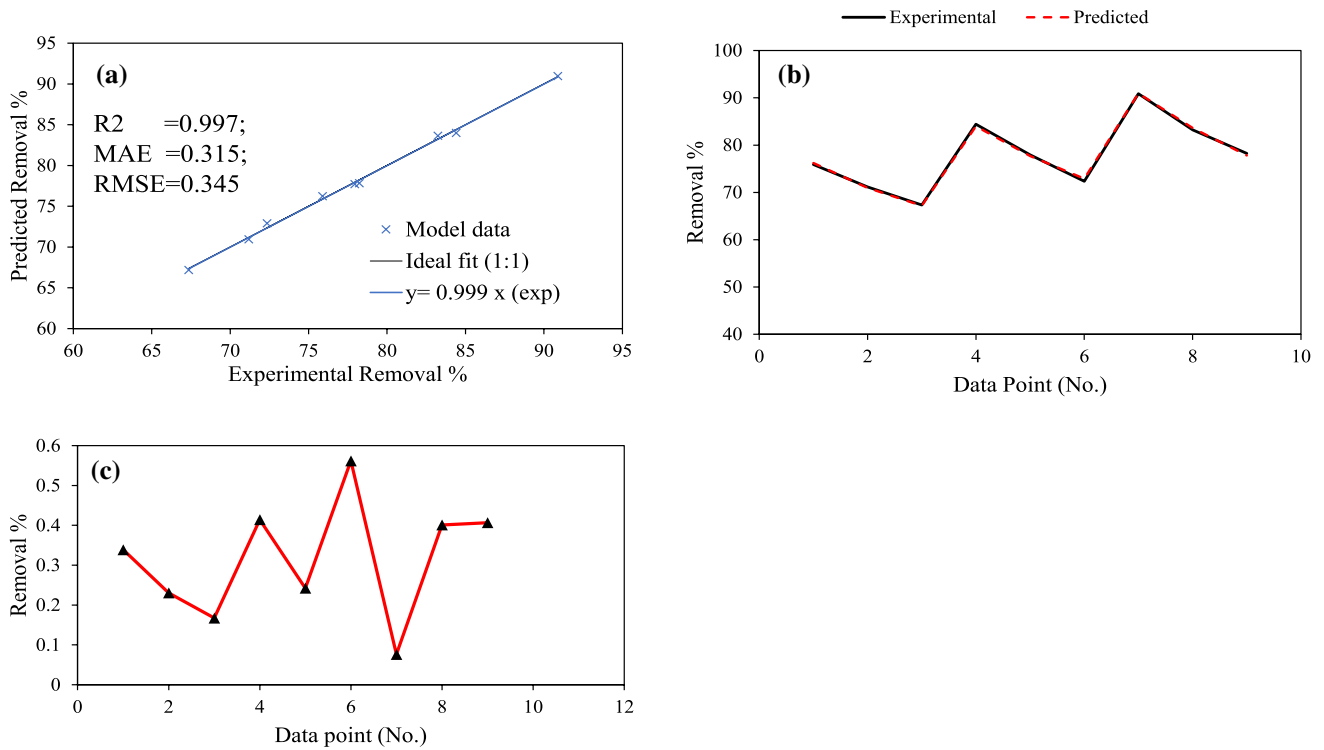 95
90
85
80
75
70
65
60
Predicted Removal %
(a)
R2 =0.997;
MAE =0.315;
RMSE=0.345
Model data
Ideal fit (1:1)
y= 0.999 x (exp)
60 65 70 75 80 85 90 95
Experimental Removal %
Experimental Predicted
100
90
80
70
60
50
40
Removal %
(b)
0 2 4 6 8 10
Data Point (No.)
0.6
0.5
0.4
0.3
0.2
0.1
0
Removal %
(c)
0 2 4 6 8 10 12
Data point (No.)